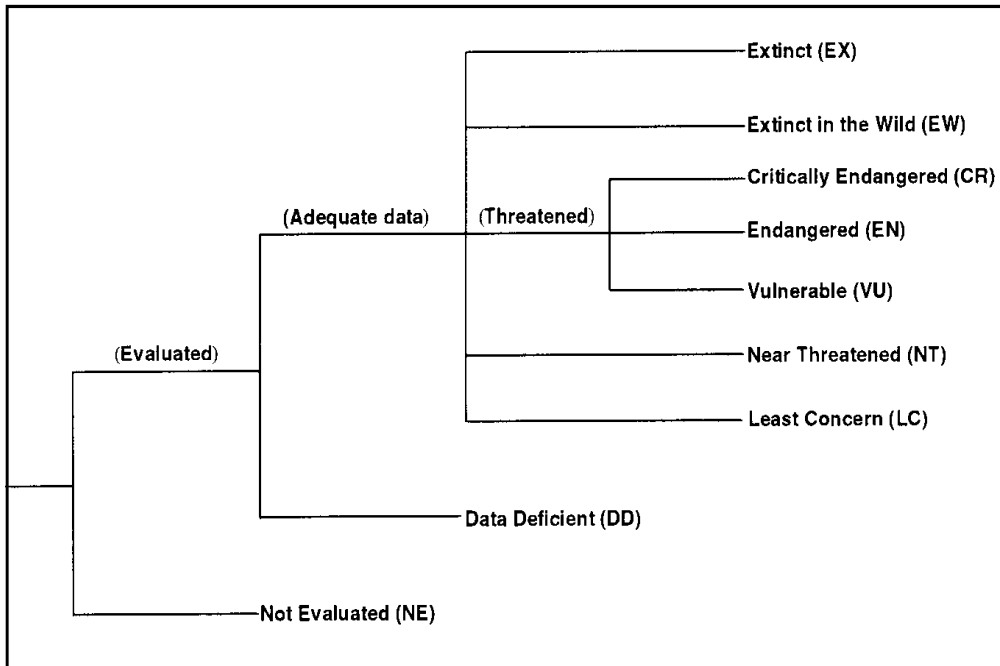 Extinct (EX)
Extinct in the Wild (EW)
Critically Endangered (CR)
(Adequate data)
(Threatened)
Endangered (EN)
Vulnerable (VU)
(Evaluated)
Near Threatened (NT)
Least Concern (LC)
Data Deficient (DD)
Not Evaluated (NE)